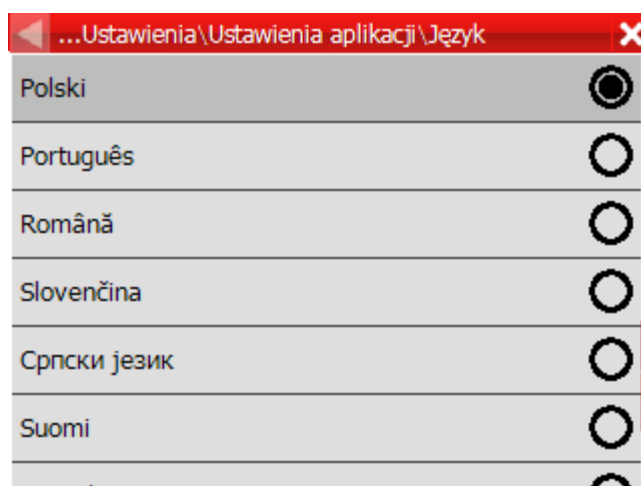 ...Ustawienia\Ustawienia aplikacji\Język
Polski
Português
Română
Slovenčina
Српски језик
Suomi